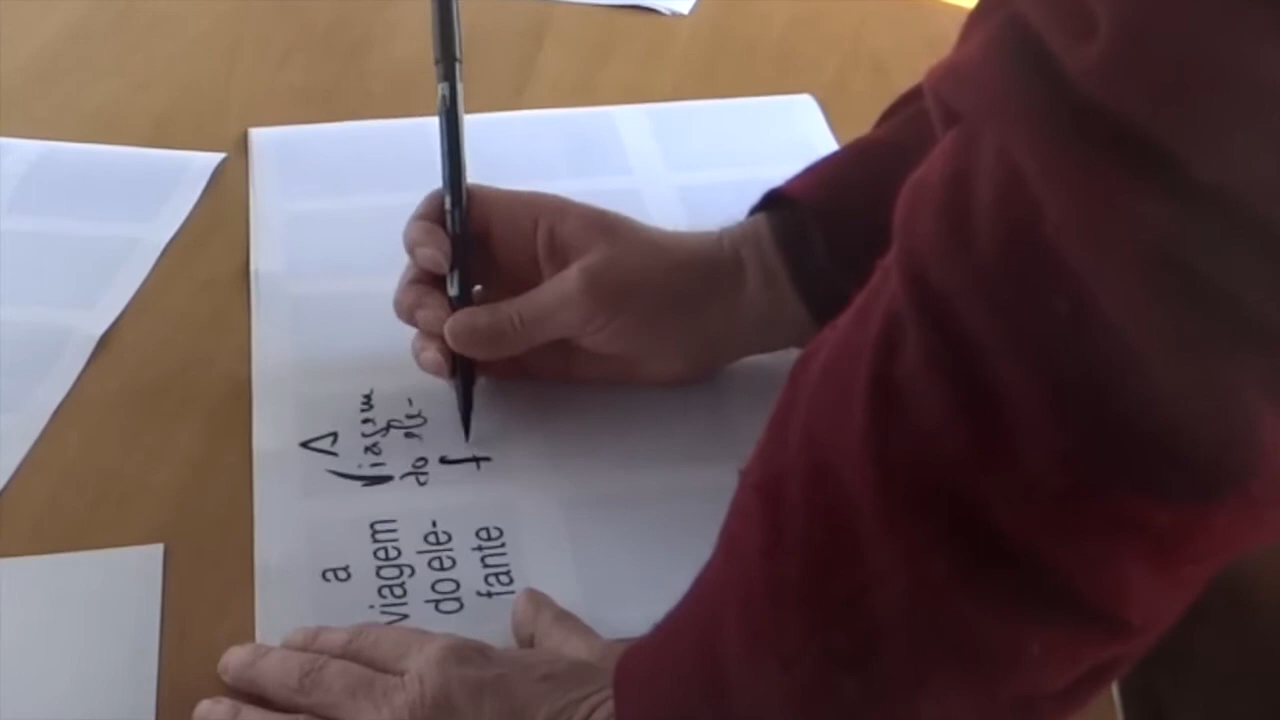 a
viagem
do ele-
fante
A
Viagem
do ele-
f